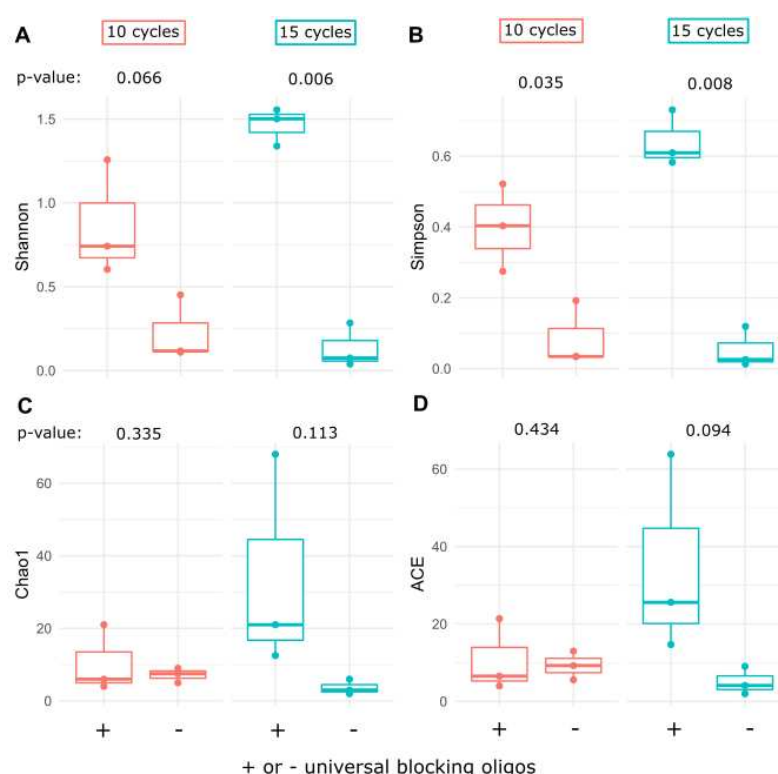 A 10 cycles 15 cycles
p-value: 0.066 0.006
Shannon
1.5
1.0
0.5
0.0
B 10 cycles 15 cycles
0.035 0.008
Simpson
0.6
0.4
0.2
0.0
C
p-value: 0.335 0.113
Chao1
60
40
20
0
+ - + -
D
0.434 0.094
ACE
60
40
20
0
+ - + -
+ or - universal blocking oligos